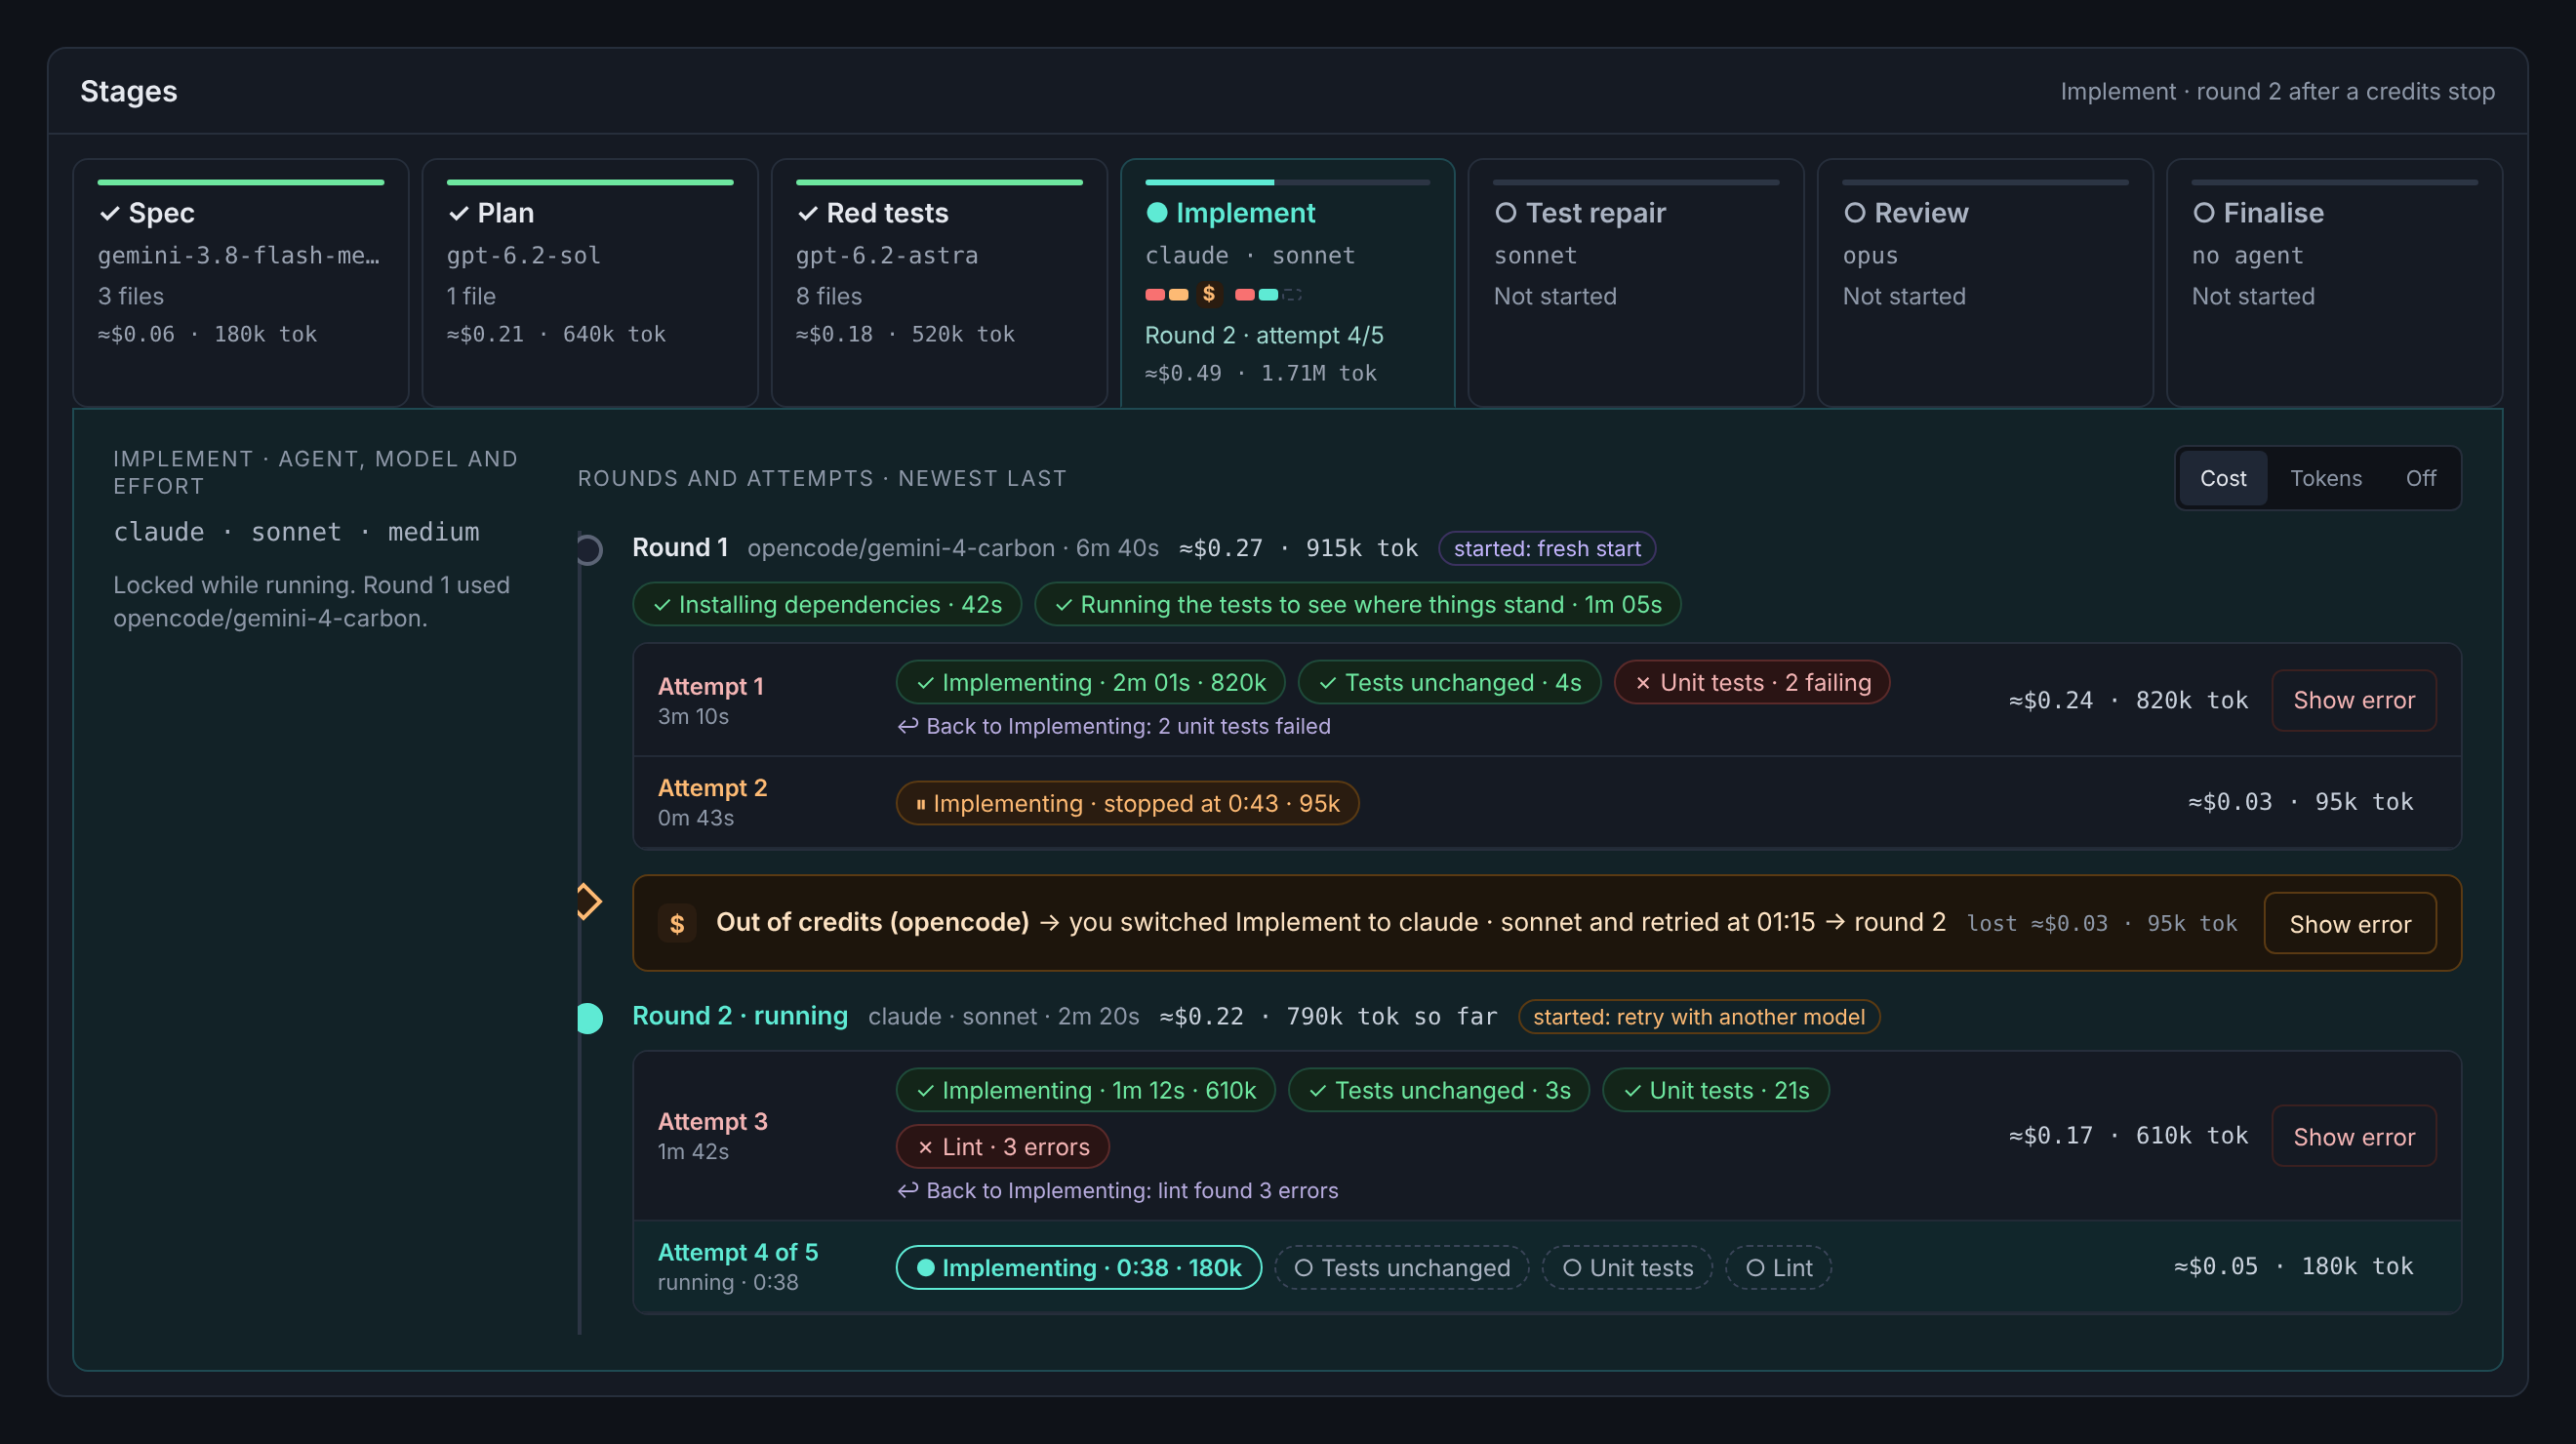 Stages
Implement · round 2 after a credits stop
✓ Spec
gemini-3.8-flash-me…
3 files
≈$0.06 · 180k tok
✓ Plan
gpt-6.2-sol
1 file
≈$0.21 · 640k tok
✓ Red tests
gpt-6.2-astra
8 files
≈$0.18 · 520k tok
Implement
claude · sonnet
$
Round 2 · attempt 4/5
≈$0.49 · 1.71M tok
Test repair
sonnet
Not started
Review
opus
Not started
Finalise
no agent
Not started
IMPLEMENT · AGENT, MODEL AND
EFFORT
claude · sonnet · medium
Locked while running. Round 1 used
opencode/gemini-4-carbon.
ROUNDS AND ATTEMPTS · NEWEST LAST
Cost Tokens Off
Round 1 opencode/gemini-4-carbon · 6m 40s ≈$0.27 · 915k tok started: fresh start
✓ Installing dependencies · 42s ✓ Running the tests to see where things stand · 1m 05s
Attempt 1
3m 10s
✓ Implementing · 2m 01s · 820k ✓ Tests unchanged · 4s × Unit tests · 2 failing
↩ Back to Implementing: 2 unit tests failed
≈$0.24 · 820k tok Show error
Attempt 2
0m 43s
Implementing · stopped at 0:43 · 95k
≈$0.03 · 95k tok
$ Out of credits (opencode) → you switched Implement to claude · sonnet and retried at 01:15 → round 2 lost ≈$0.03 · 95k tok Show error
Round 2 · running claude · sonnet · 2m 20s ≈$0.22 · 790k tok so far started: retry with another model
Attempt 3
1m 42s
✓ Implementing · 1m 12s · 610k ✓ Tests unchanged · 3s ✓ Unit tests · 21s
× Lint · 3 errors
↩ Back to Implementing: lint found 3 errors
≈$0.17 · 610k tok Show error
Attempt 4 of 5
running · 0:38
Implementing · 0:38 · 180k Tests unchanged Unit tests Lint
≈$0.05 · 180k tok